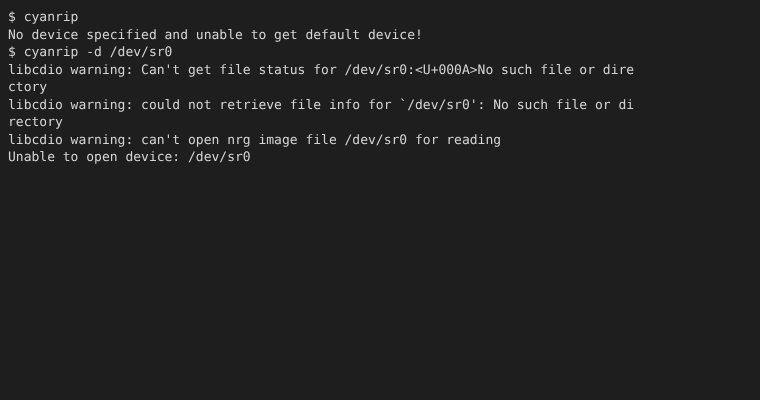 $ cyanrip
No device specified and unable to get default device!
$ cyanrip -d /dev/sr0
libcdio warning: Can't get file status for /dev/sr0:<U+000A>No such file or dire
ctory
libcdio warning: could not retrieve file info for `/dev/sr0': No such file or di
rectory
libcdio warning: can't open nrg image file /dev/sr0 for reading
Unable to open device: /dev/sr0